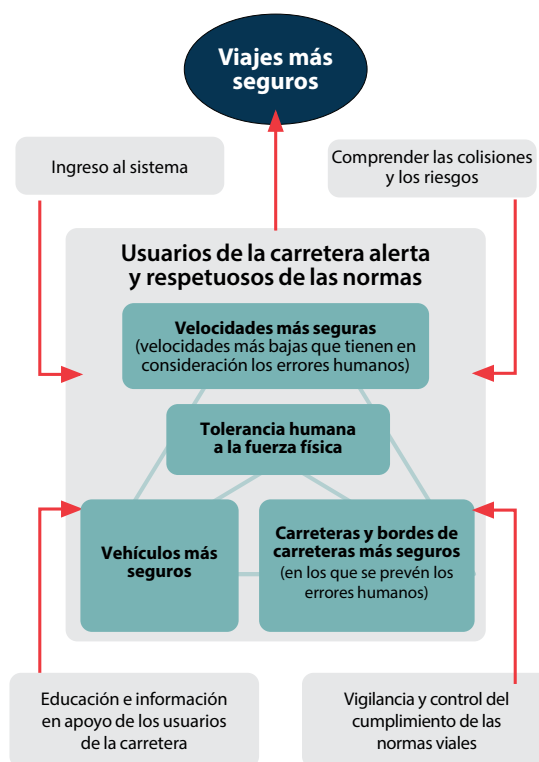 Viajes más
seguros
Ingreso al sistema
Comprender las colisiones
y los riesgos
Usuarios de la carretera alerta
y respetuosos de las normas
Velocidades más seguras
(velocidades más bajas que tienen en
consideración los errores humanos)
Tolerancia humana
a la fuerza física
Vehículos más
seguros
Carreteras y bordes de
carreteras más seguros
(en los que se prevén los
errores humanos)
Educación e información
en apoyo de los usuarios
de la carretera
Vigilancia y control del
cumplimiento de las
normas viales